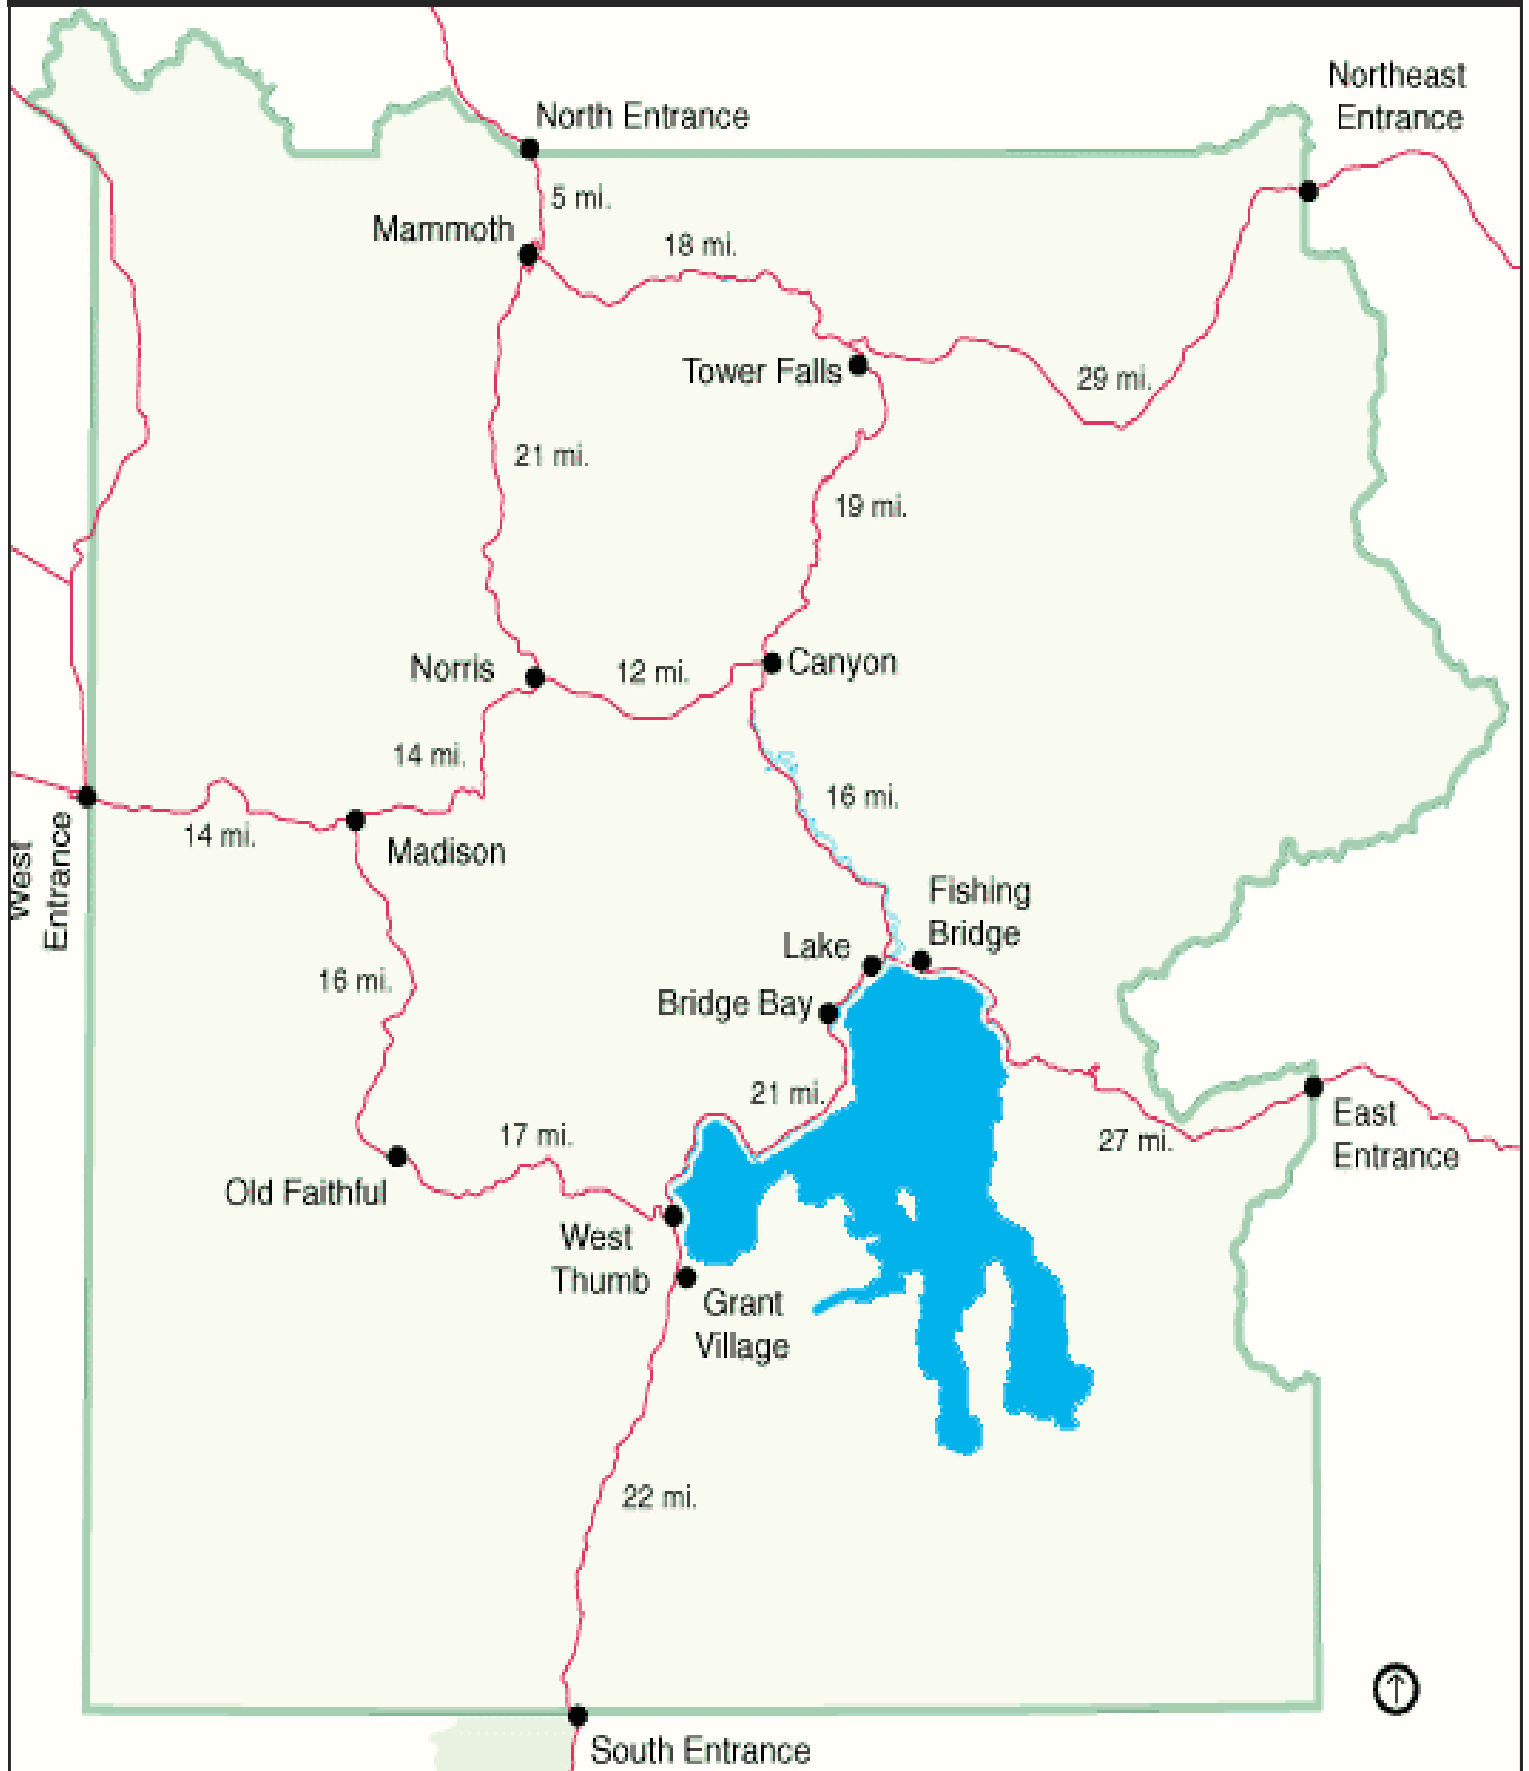 Northeast
Entrance
North Entrance
5 mi.
Mammoth
18 mi.
Tower Falls
29 mi.
21 mi.
19 mi.
Norris
12 mi.
Canyon
14 mi.
16 mi.
West
Entrance
14 mi.
Madison
Fishing
Bridge
Lake
16 mi.
Bridge Bay
21 mi.
East
Entrance
17 mi.
27 mi.
Old Faithful
West
Thumb
Grant
Village
22 mi.
South Entrance